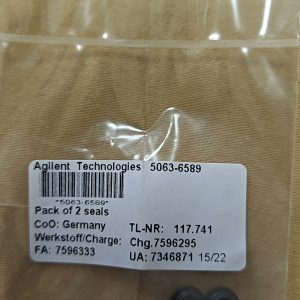 Agilent Technologies 5063-6589
*5063-6589*
Pack of 2 seals
CoO: Germany TL-NR: 117.741
Werkstoff/Charge: Chg.7596295
FA: 7596333 UA: 7346871 15/22